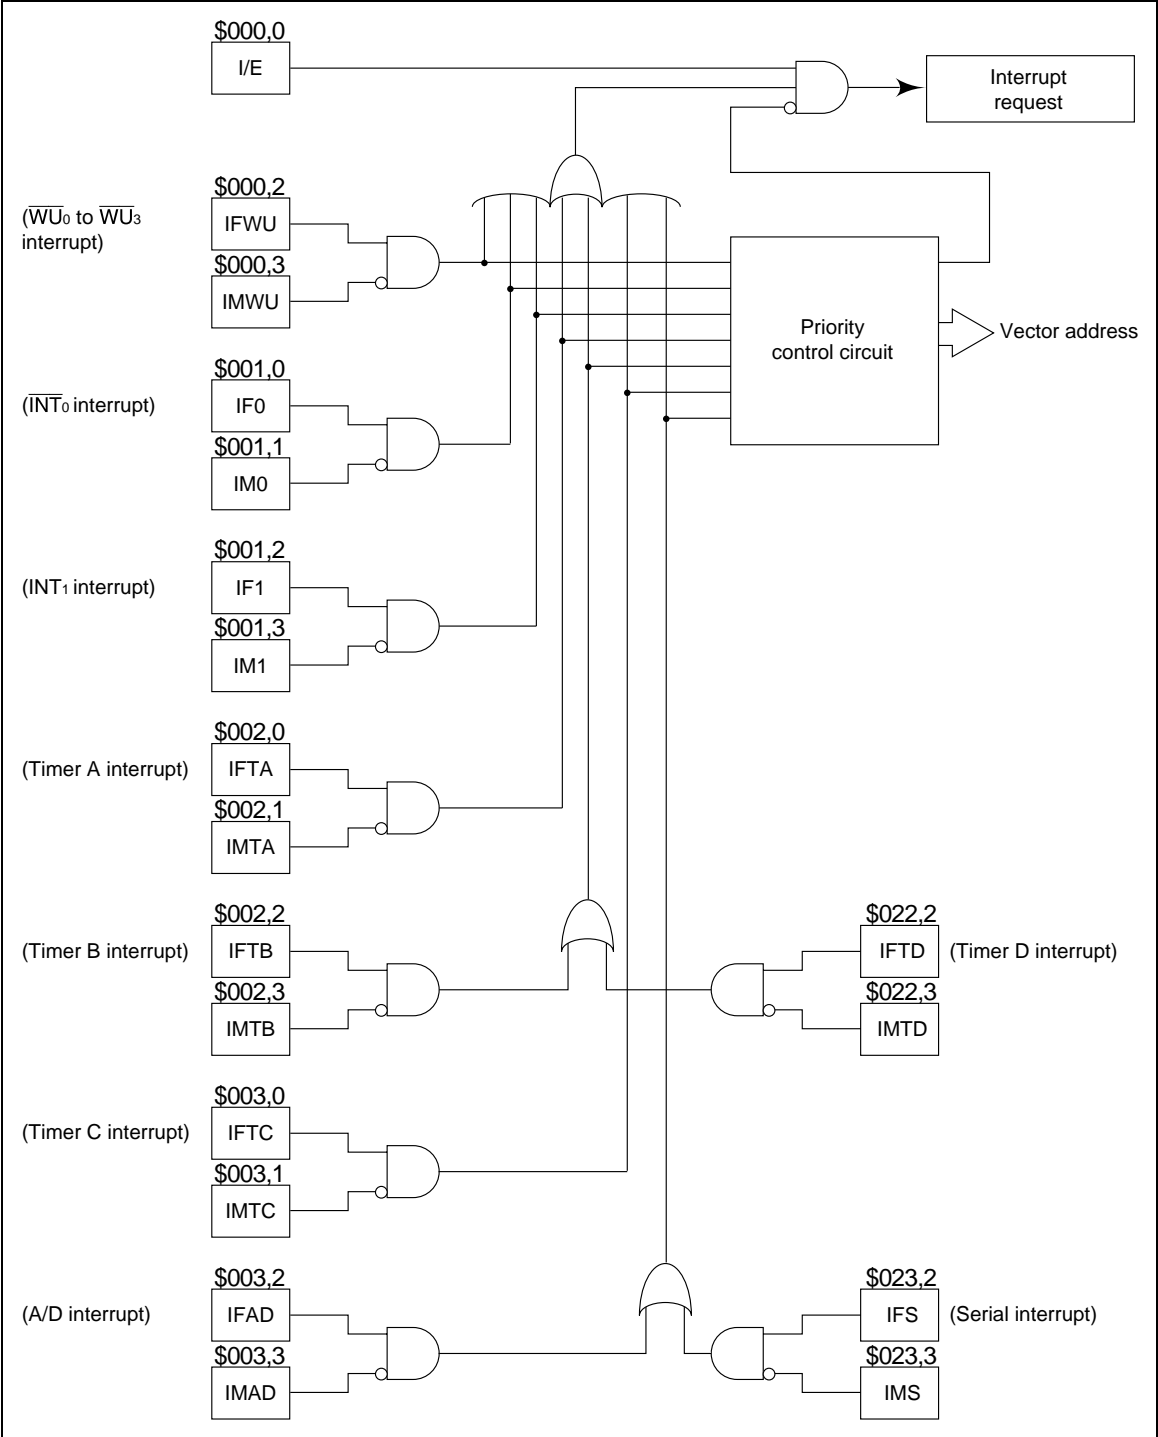 $000,0
I/E
Interrupt
request
$000,2
(W̅U̅0 to W̅U̅3
interrupt)
IFWU
$000,3
IMWU
Priority
control circuit
Vector address
$001,0
(I̅N̅T̅0 interrupt)
IF0
$001,1
IM0
$001,2
(INT1 interrupt)
IF1
$001,3
IM1
$002,0
(Timer A interrupt)
IFTA
$002,1
IMTA
$002,2
(Timer B interrupt)
IFTB
$002,3
IMTB
$022,2
IFTD
(Timer D interrupt)
$022,3
IMTD
$003,0
(Timer C interrupt)
IFTC
$003,1
IMTC
$003,2
(A/D interrupt)
IFAD
$003,3
IMAD
$023,2
IFS
(Serial interrupt)
$023,3
IMS